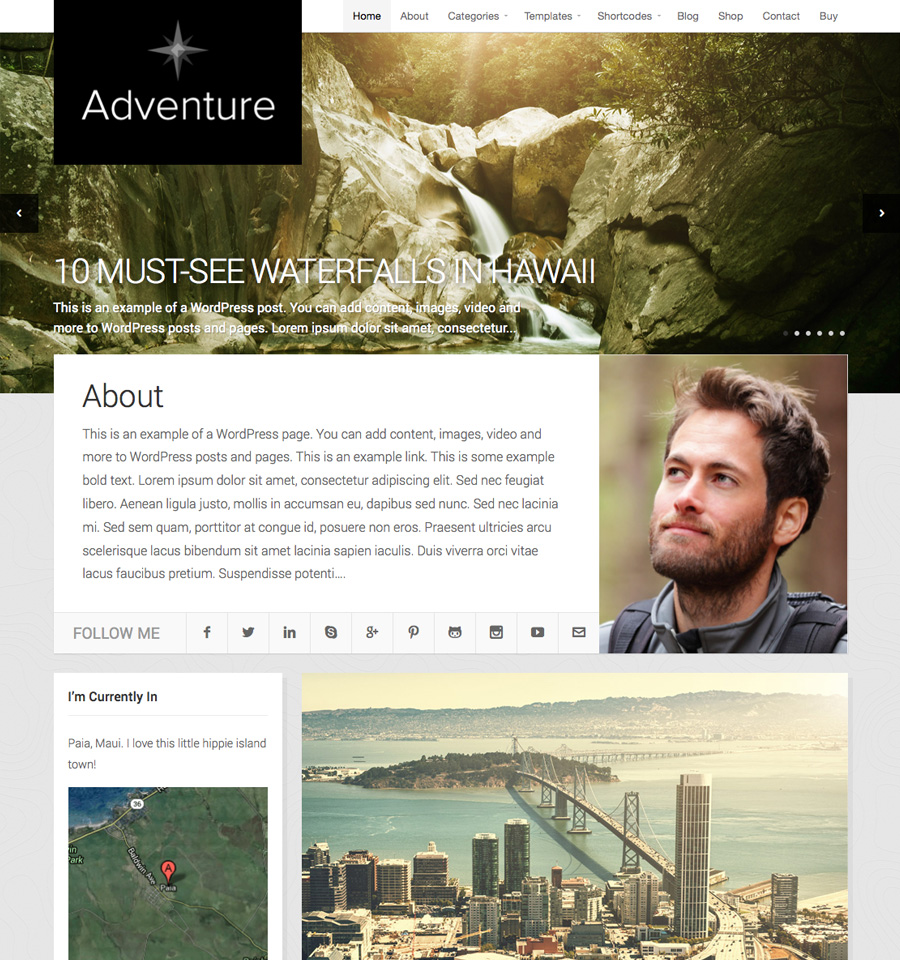 Home About Categories Templates Shortcodes Blog Shop Contact Buy
Adventure
10 MUST-SEE WATERFALLS IN HAWAII
This is an example of a WordPress post. You can add content, images, video and
more to WordPress posts and pages. Lorem ipsum dolor sit amet, consectetur...
About
This is an example of a WordPress page. You can add content, images, video and
more to WordPress posts and pages. This is an example link. This is some example
bold text. Lorem ipsum dolor sit amet, consectetur adipiscing elit. Sed nec feugiat
libero. Aenean ligula justo, mollis in accumsan eu, dapibus sed nunc. Sed nec lacinia
mi. Sed sem quam, porttitor at congue id, posuere non eros. Praesent ultricies arcu
scelerisque lacus bibendum sit amet lacinia sapien iaculis. Duis viverra orci vitae
lacus faucibus pretium. Suspendisse potenti....
FOLLOW ME
I'm Currently In
Paia, Maui. I love this little hippie island
town!
36
Park
Baldwin Ave
A
Paia